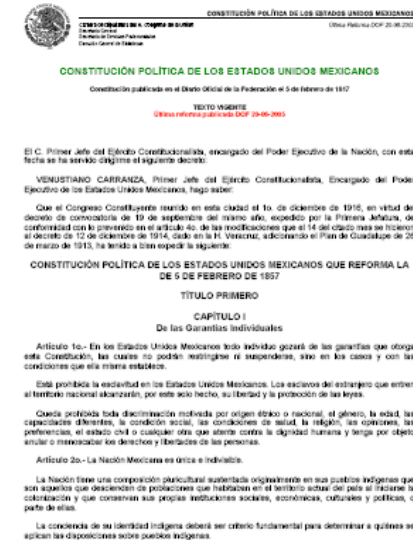 CONSTITUCIÓN POLÍTICA DE LOS ESTADOS UNIDOS MEXICANOS
CONSTITUCIÓN POLÍTICA DE LOS ESTADOS UNIDOS MEXICANOS
Constitución publicada en el Diario Oficial de la Federación el 5 de febrero de 1917
TEXTO VIGENTE
Última reforma publicada DOF
El C. Primer Jefe del Ejército Constitucionalista, encargado del Poder Ejecutivo de la Nación, con esta
fecha se ha servido dirigirme el siguiente decreto:
VENUSTIANO CARRANZA, Primer Jefe del Ejército Constitucionalista, Encargado del Poder
Ejecutivo de los Estados Unidos Mexicanos, hago saber:
Que el Congreso Constituyente reunido en esta ciudad el 1o. de diciembre de 1916, en virtud del
decreto de convocatoria de 19 de septiembre del mismo año, expedido por la Primera Jefatura, de
conformidad con lo prevenido en el artículo 4o. de las modificaciones que el 14 del citado mes se hicieron
al decreto de 12 de diciembre de 1914, dado en la H. Veracruz, adicionando el Plan de Guadalupe de 26
de marzo de 1913, ha tenido a bien expedir la siguiente:
CONSTITUCIÓN POLÍTICA DE LOS ESTADOS UNIDOS MEXICANOS QUE REFORMA LA
DE 5 DE FEBRERO DE 1857
TÍTULO PRIMERO
CAPÍTULO I
De las Garantías Individuales
Artículo 1o.- En los Estados Unidos Mexicanos todo individuo gozará de las garantías que otorga
esta Constitución, las cuales no podrán restringirse ni suspenderse, sino en los casos y con las
condiciones que ella misma establece.
Está prohibida la esclavitud en los Estados Unidos Mexicanos. Los esclavos del extranjero que entren
al territorio nacional alcanzarán, por este solo hecho, su libertad y la protección de las leyes.
Queda prohibida toda discriminación motivada por origen étnico o nacional, el género, la edad, las
capacidades diferentes, la condición social, las condiciones de salud, la religión, las opiniones, las
preferencias, el estado civil o cualquier otra que atente contra la dignidad humana y tenga por objeto
anular o menoscabar los derechos y libertades de las personas.
Artículo 2o.- La Nación Mexicana es única e indivisible.
La Nación tiene una composición pluricultural sustentada originalmente en sus pueblos indígenas que
son aquellos que descienden de poblaciones que habitaban en el territorio actual del país al iniciarse la
colonización y que conservan sus propias instituciones sociales, económicas, culturales y políticas, o
parte de ellas.
La conciencia de su identidad indígena deberá ser criterio fundamental para determinar a quiénes se
aplican las disposiciones sobre pueblos indígenas.